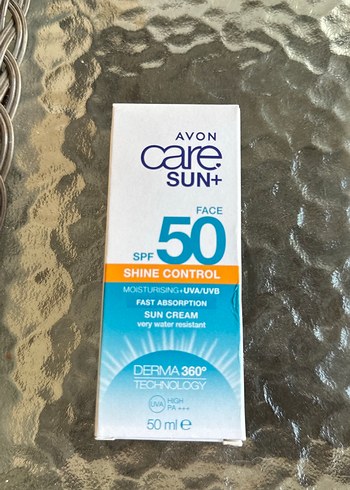 AVON
care
SUN+
FACE
SPF 50
SHINE CONTROL
MOISTURISING+UVA/UVB
FAST ABSORPTION
SUN CREAM
very water resistant
DERMA 360º
TECHNOLOGY
UVA HIGH
PA +++
50 ml ℮